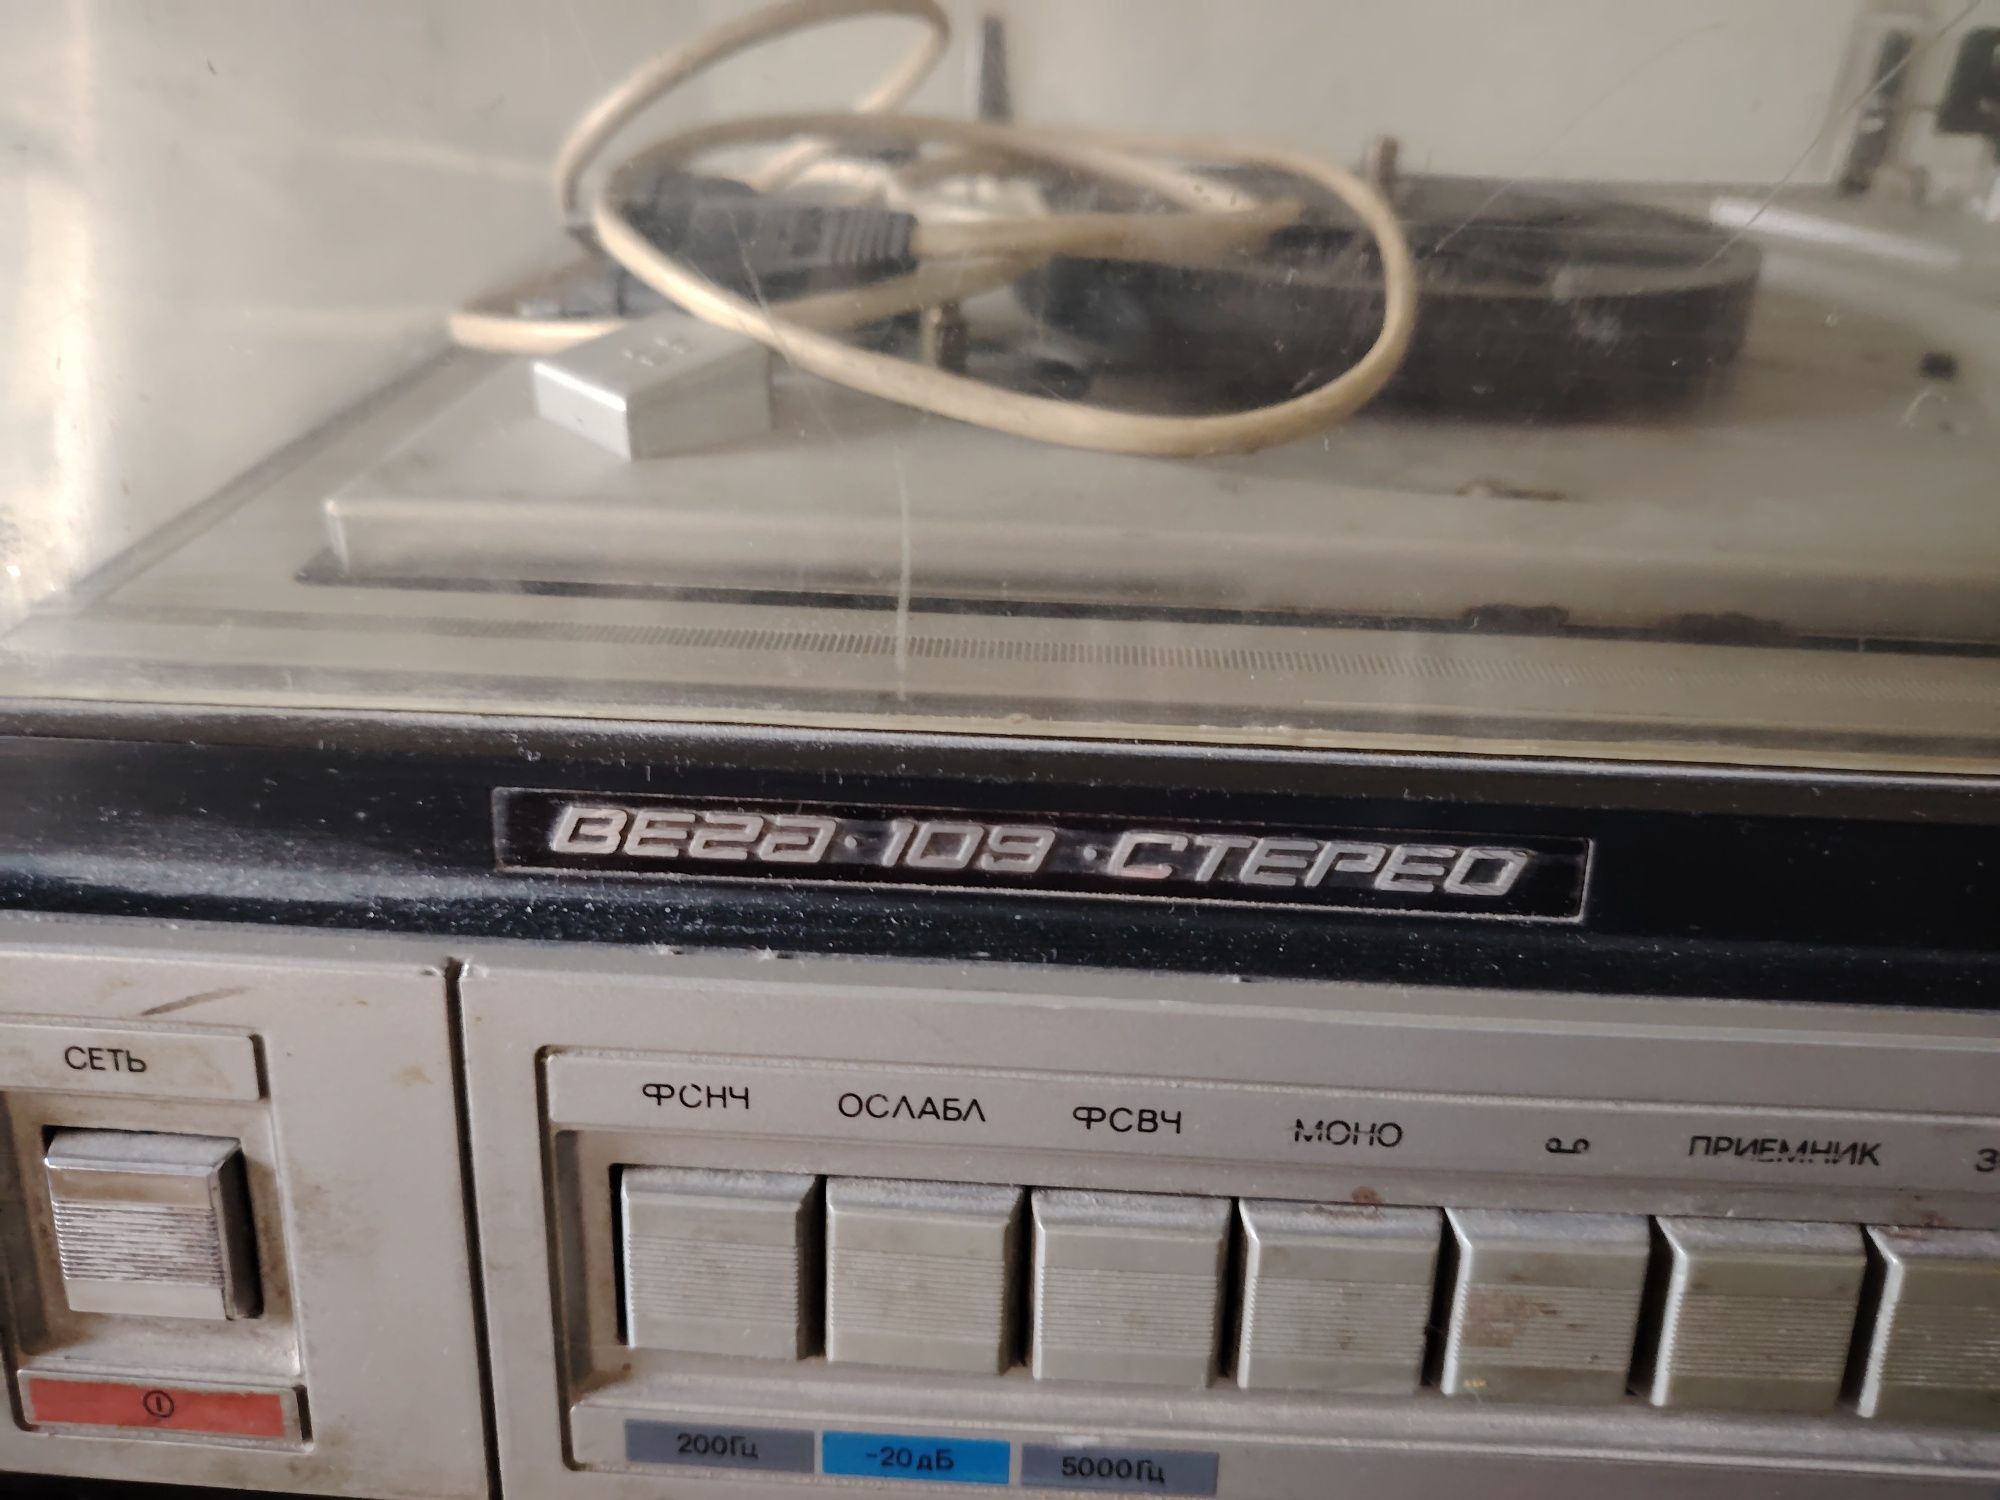 ВЕГА·109·СТЕРЕО
СЕТЬ
ФСНЧ ОСЛАБЛ ФСВЧ МОНО ПРИЕМНИК
200Гц -20дБ 5000Гц